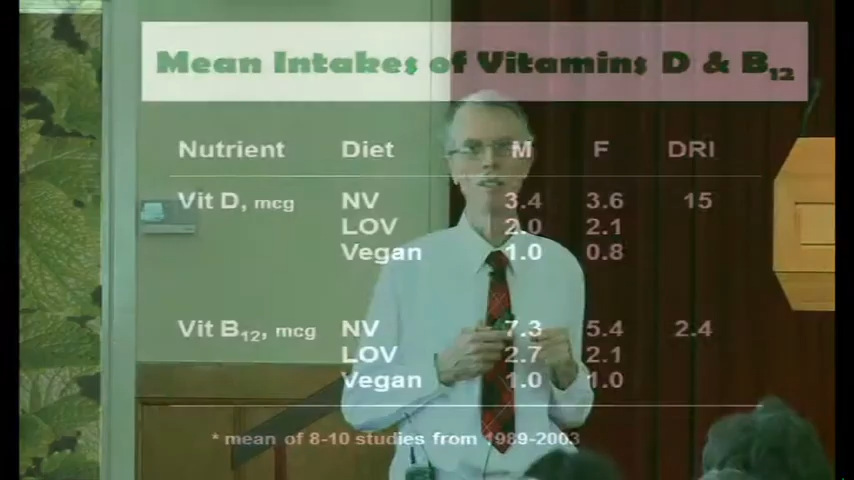 Mean Intakes of Vitamins D & B12
Nutrient Diet M F DRI
Vit D, mcg NV 3.4 3.6 15
LOV 2.0 2.1
Vegan 1.0 0.8
Vit B12, mcg NV 7.3 5.4 2.4
LOV 2.7 2.1
Vegan 1.0 1.0
* mean of 8-10 studies from 1989-2003